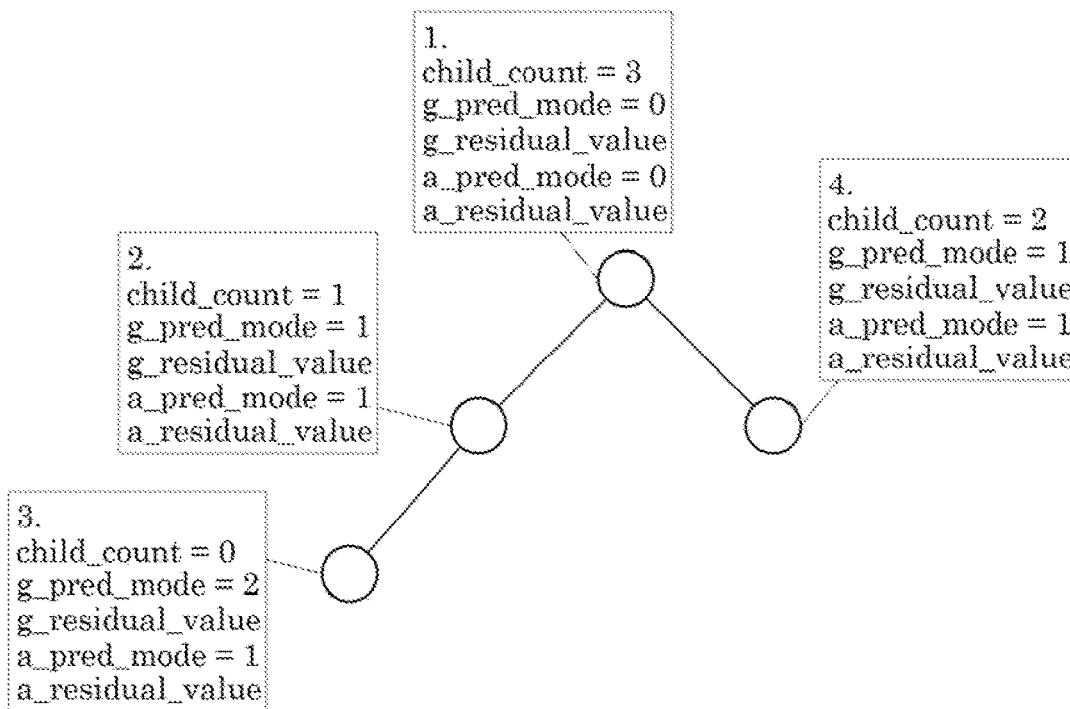 1.
child_count = 3
g_pred_mode = 0
g_residual_value
a_pred_mode = 0
a_residual_value
2.
child_count = 1
g_pred_mode = 1
g_residual_value
a_pred_mode = 1
a_residual_value
3.
child_count = 0
g_pred_mode = 2
g_residual_value
a_pred_mode = 1
a_residual_value
4.
child_count = 2
g_pred_mode = 1
g_residual_value
a_pred_mode = 1
a_residual_value